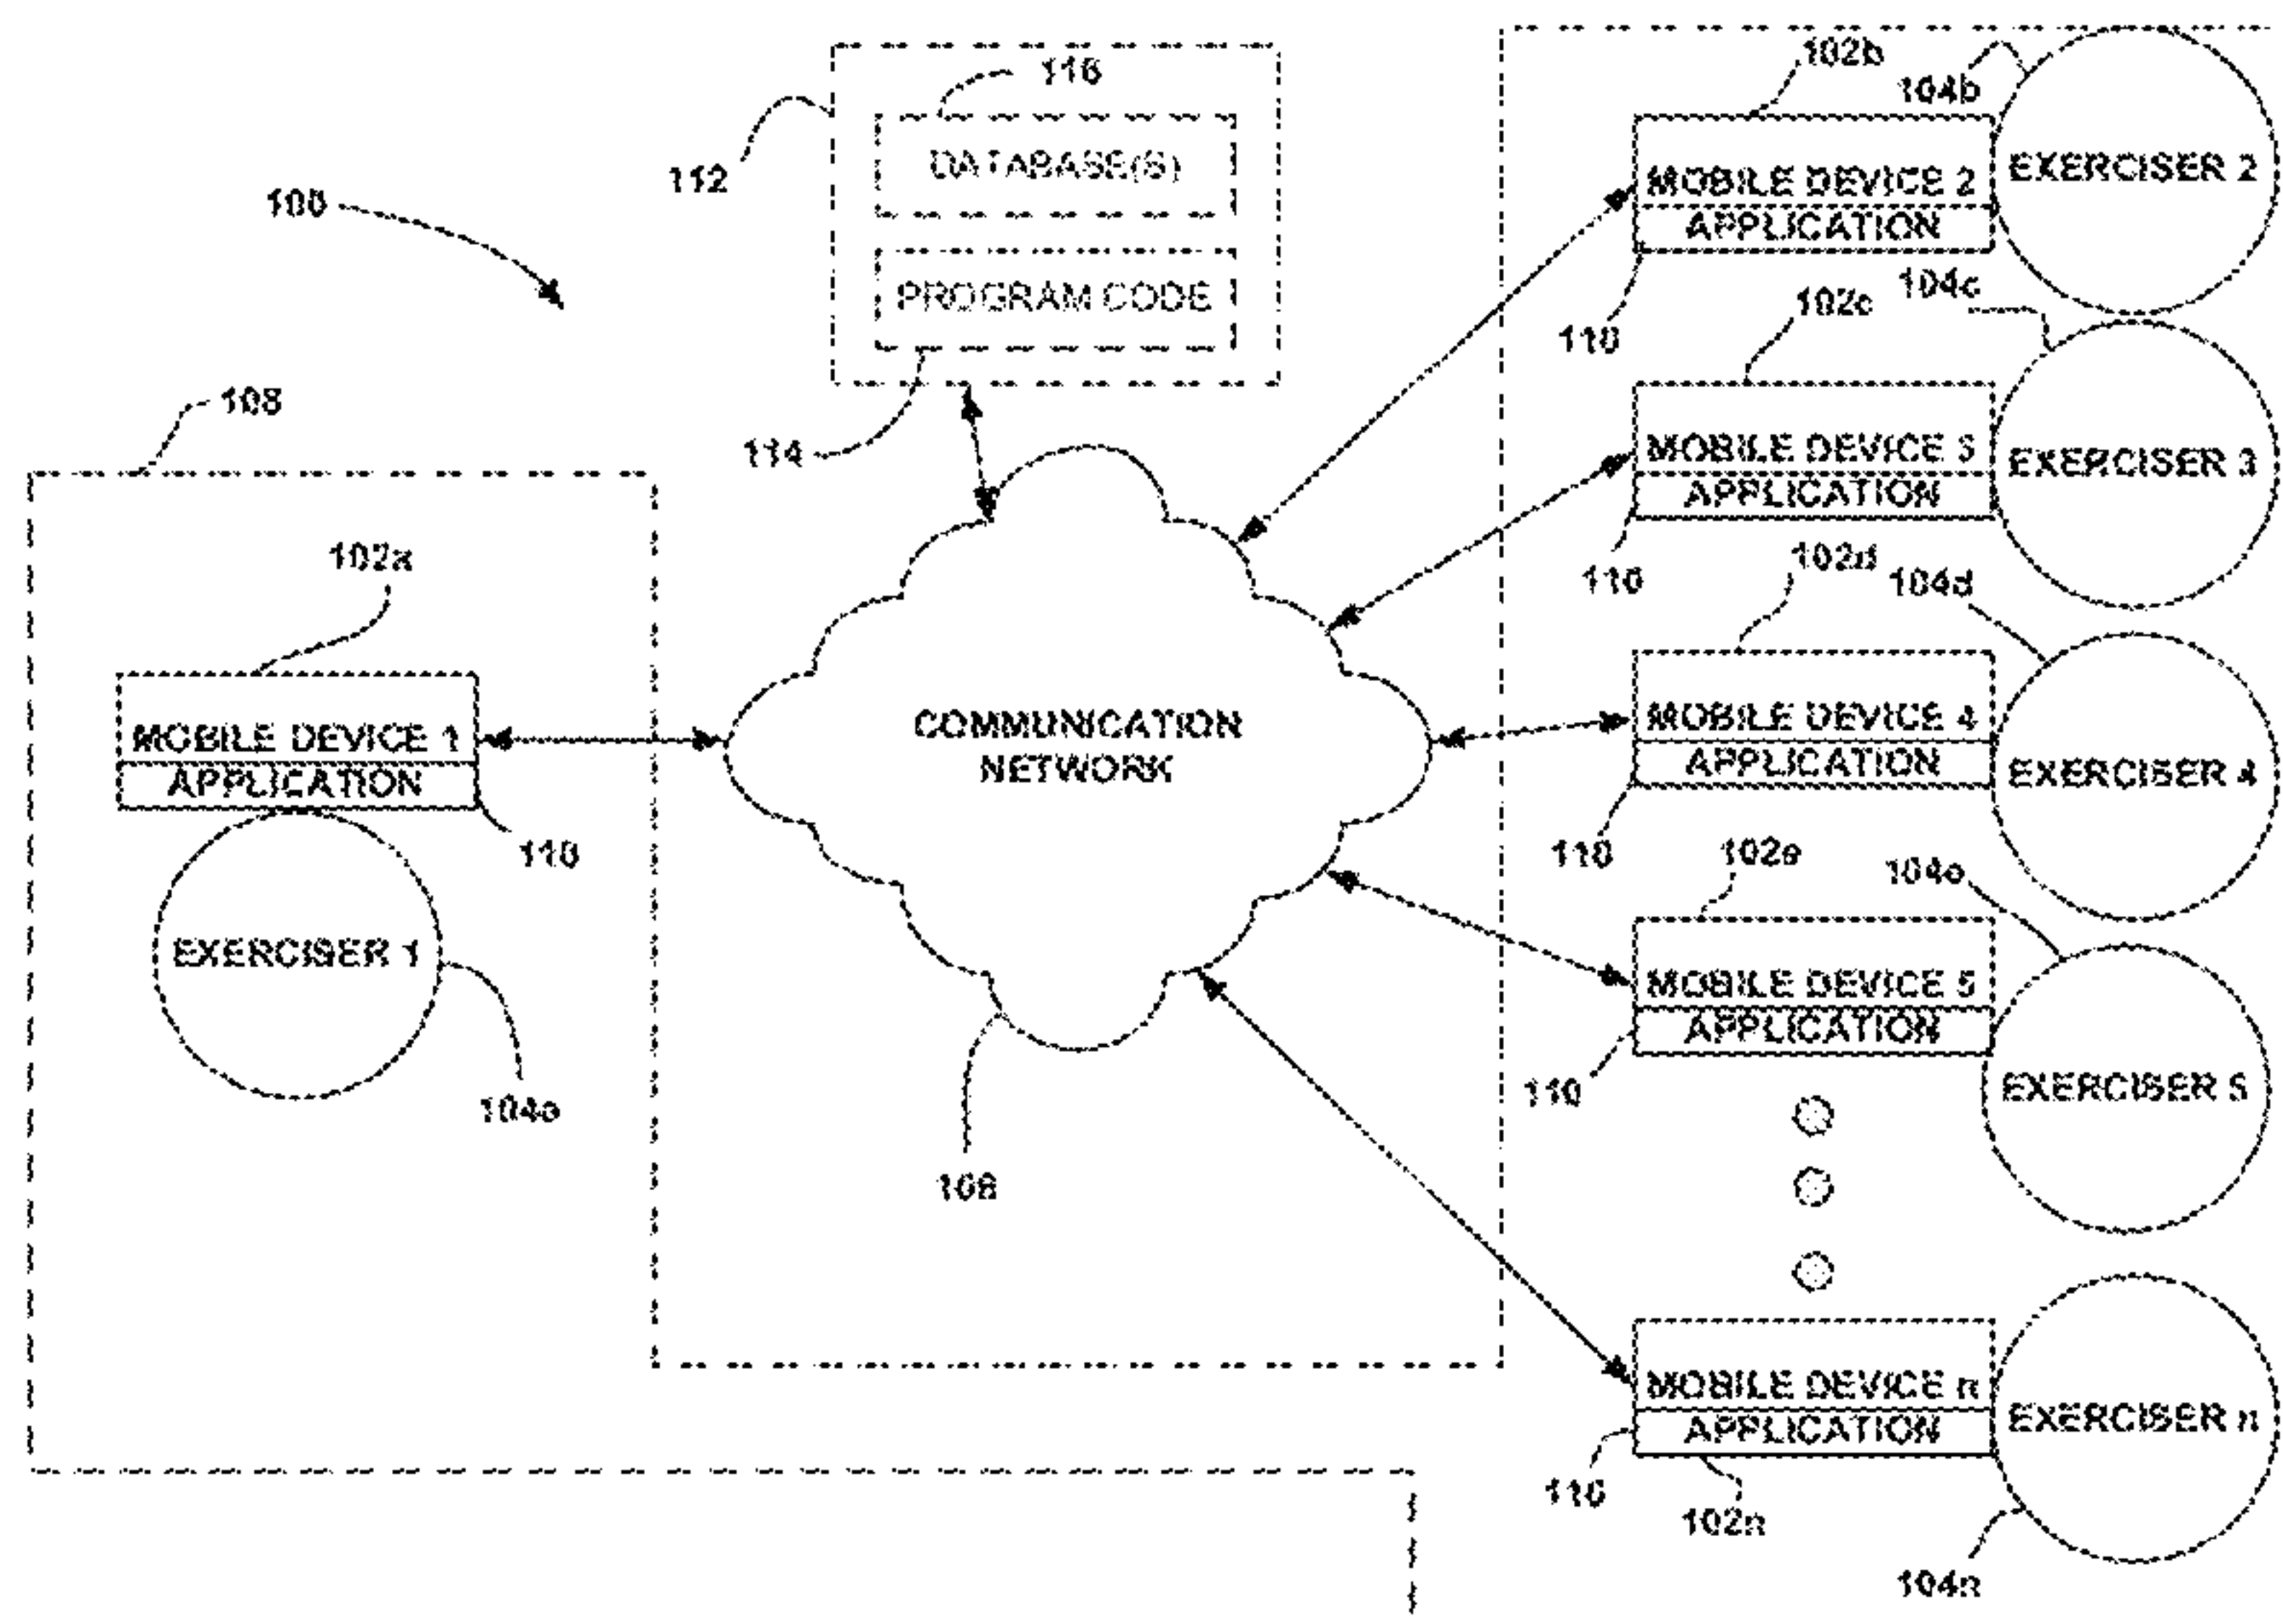 116
DATABASE(S)
112
PROGRAM CODE
100
114
108
102a
MOBILE DEVICE 1
APPLICATION
110
EXERCISER 1
104a
COMMUNICATION
NETWORK
106
102b
104b
MOBILE DEVICE 2
APPLICATION
EXERCISER 2
110
102c
104c
MOBILE DEVICE 3
APPLICATION
EXERCISER 3
110
102d
104d
MOBILE DEVICE 4
APPLICATION
EXERCISER 4
110
102e
104e
MOBILE DEVICE 5
APPLICATION
EXERCISER 5
110
MOBILE DEVICE n
APPLICATION
EXERCISER n
110
102n
104n